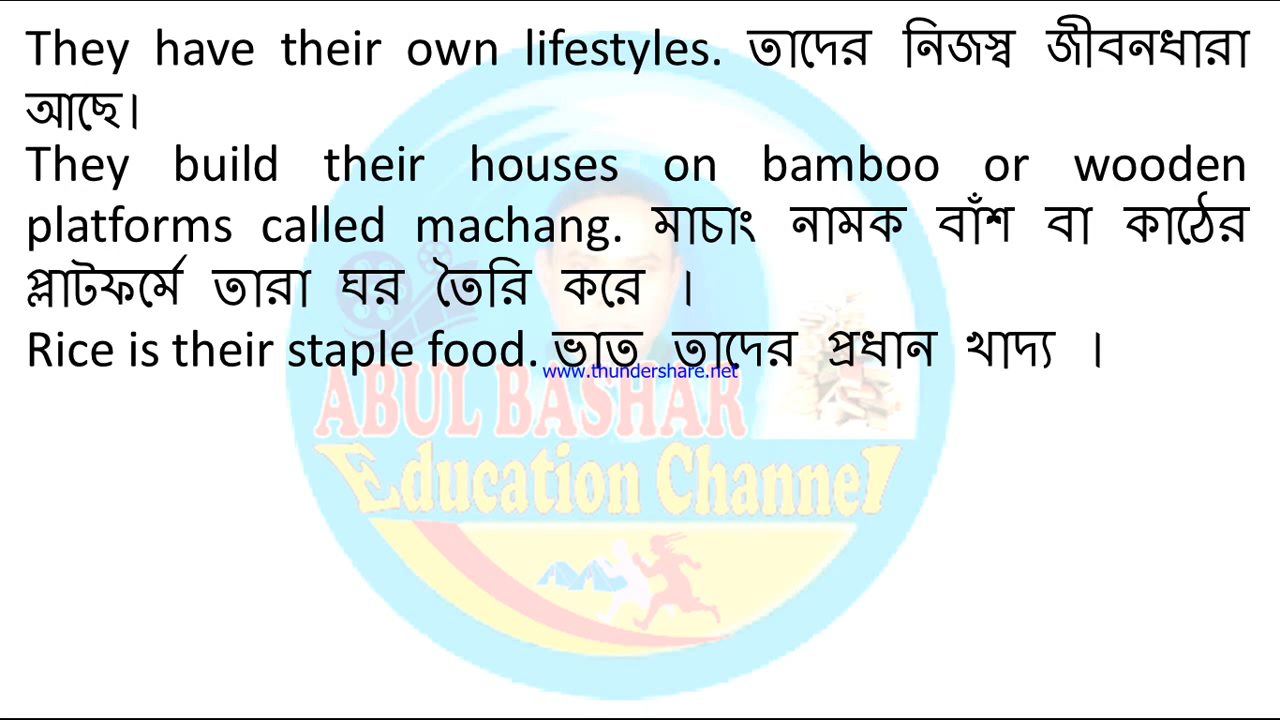 They have their own lifestyles. তাদের নিজস্ব জীবনধারা
আছে।
They build their houses on bamboo or wooden
platforms called machang. মাচাং নামক বাঁশ বা কাঠের
প্লাটফর্মে তারা ঘর তৈরি করে ।
Rice is their staple food. ভাত তাদের প্রধান খাদ্য ।
www.thundershare.net
ABUL BASHAR
Education Channel